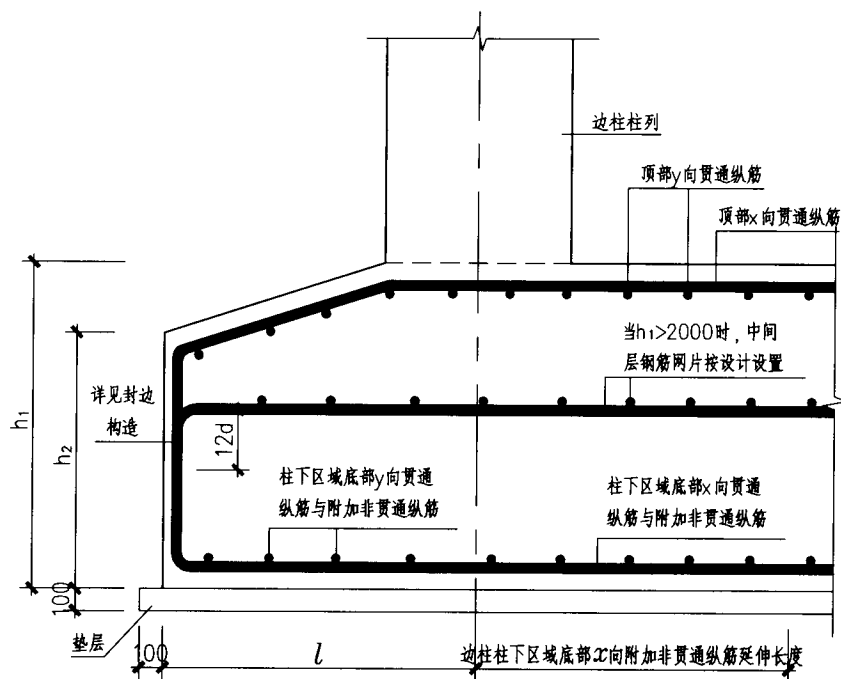 边柱柱列
顶部y向贯通纵筋
顶部x向贯通纵筋
当h₁>2000时，中间
层钢筋网片按设计设置
详见封边
构造
h₁
h₂
12d
柱下区域底部y向贯通
纵筋与附加非贯通纵筋
柱下区域底部x向贯通
纵筋与附加非贯通纵筋
100
垫层
100
l
边柱柱下区域底部x向附加非贯通纵筋延伸长度